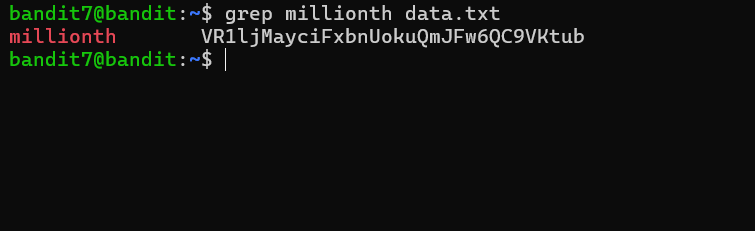 bandit7@bandit:~$ grep millionth data.txt
millionth       VR1ljMayciFxbnUokuQmJFw6QC9VKtub
bandit7@bandit:~$